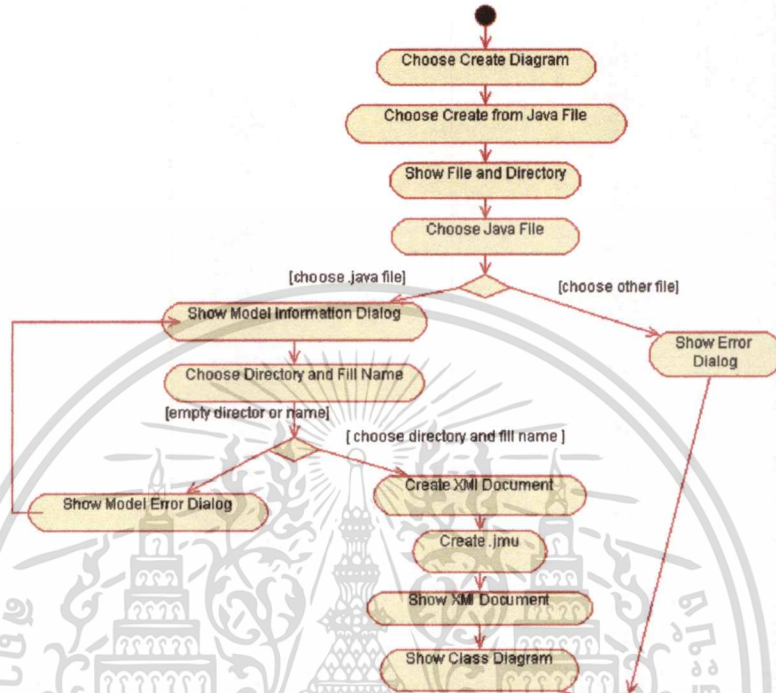 Choose Create Diagram
Choose Create from Java File
Show File and Directory
Choose Java File
[choose .java file]
[choose other file]
Show Model Information Dialog
Show Error
Dialog
Choose Directory and Fill Name
[empty director or name]
[ choose directory and fill name ]
Create XMI Document
Show Model Error Dialog
Create .jmu
Show XMI Document
Show Class Diagram